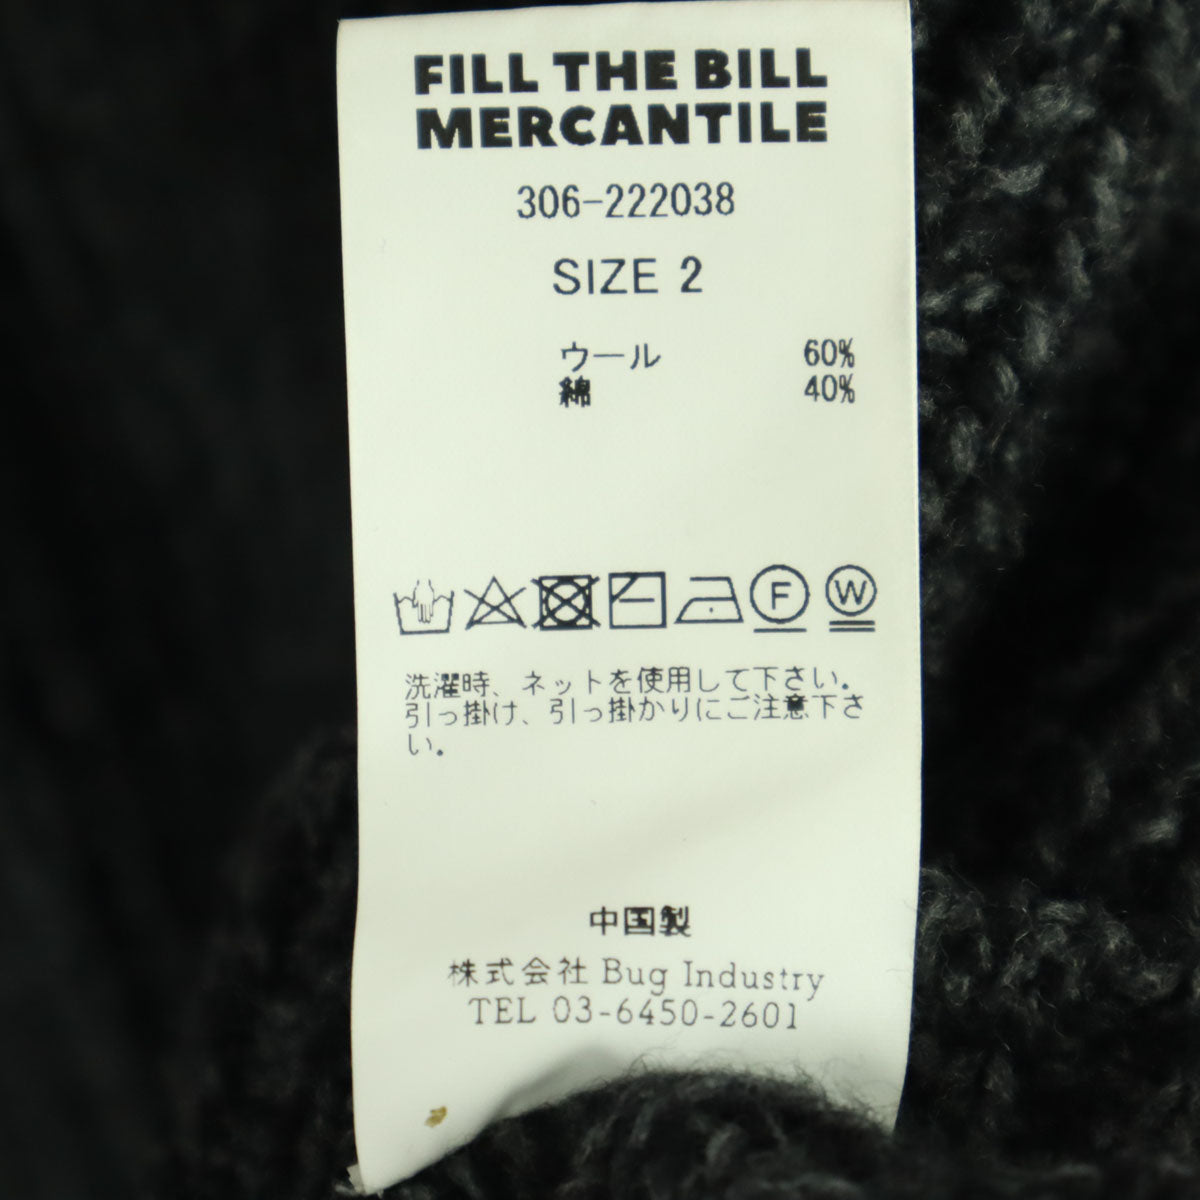 FILL THE BILL
MERCANTILE
306-222038
SIZE 2
ウール 60%
綿 40%
F W
洗濯時、ネットを使用して下さい。
引っ掛け、引っ掛かりにご注意下さ
い。
中国製
株式会社 Bug Industry
TEL 03-6450-2601